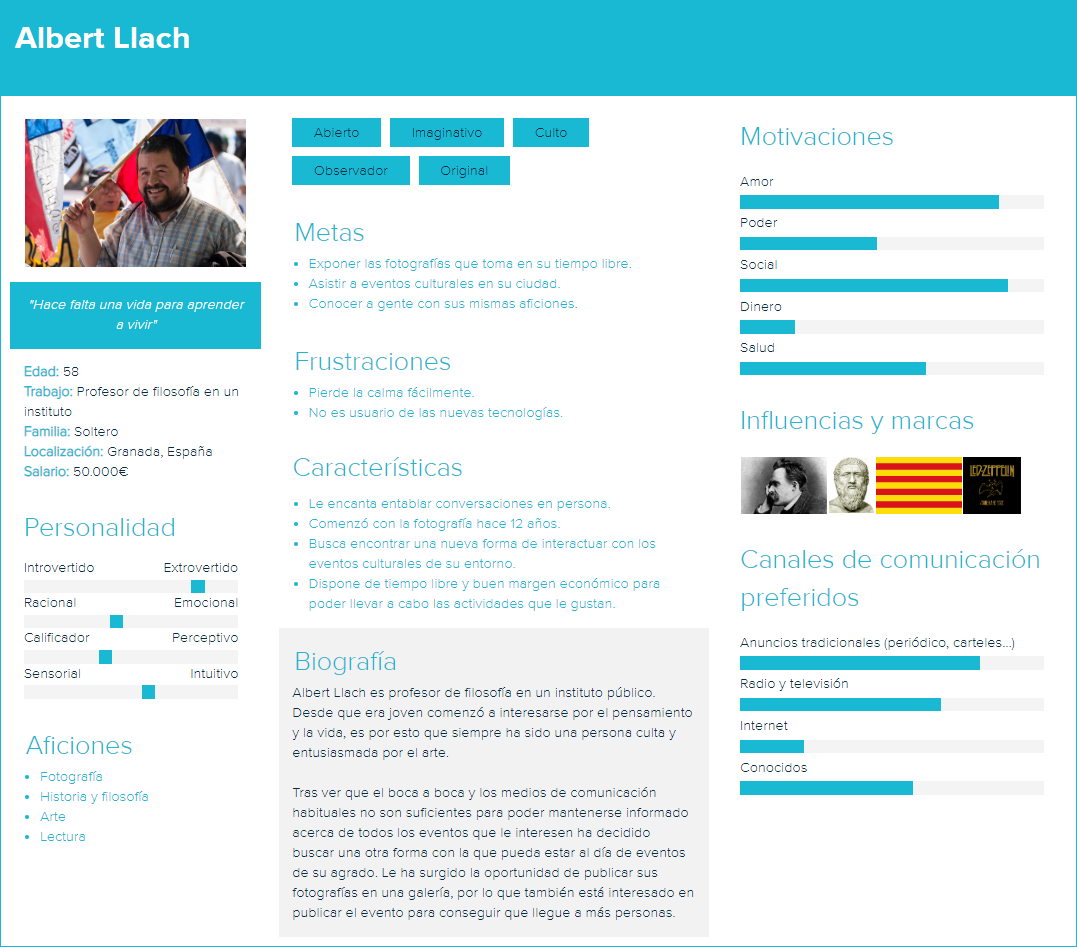 Albert Llach
"Hace falta una vida para aprender
a vivir"
Edad: 58
Trabajo: Profesor de filosofía en un
instituto
Familia: Soltero
Localización: Granada, España
Salario: 50.000€
Personalidad
Introvertido Extrovertido
Racional Emocional
Calificador Perceptivo
Sensorial Intuitivo
Aficiones
Fotografía
Historia y filosofía
Arte
Lectura
Abierto Imaginativo Culto
Observador Original
Metas
Exponer las fotografías que toma en su tiempo libre.
Asistir a eventos culturales en su ciudad.
Conocer a gente con sus mismas aficiones.
Frustraciones
Pierde la calma fácilmente.
No es usuario de las nuevas tecnologías.
Características
Le encanta entablar conversaciones en persona.
Comenzó con la fotografía hace 12 años.
Busca encontrar una nueva forma de interactuar con los
eventos culturales de su entorno.
Dispone de tiempo libre y buen margen económico para
poder llevar a cabo las actividades que le gustan.
Biografía
Albert Llach es profesor de filosofía en un instituto público.
Desde que era joven comenzó a interesarse por el pensamiento
y la vida, es por esto que siempre ha sido una persona culta y
entusiasmada por el arte.
Tras ver que el boca a boca y los medios de comunicación
habituales no son suficientes para poder mantenerse informado
acerca de todos los eventos que le interesen ha decidido
buscar una otra forma con la que pueda estar al día de eventos
de su agrado. Le ha surgido la oportunidad de publicar sus
fotografías en una galería, por lo que también está interesado en
publicar el evento para conseguir que llegue a más personas.
Motivaciones
Amor
Poder
Social
Dinero
Salud
Influencias y marcas
LED ZEPPELIN
Canales de comunicación
preferidos
Anuncios tradicionales (periódico, carteles...)
Radio y televisión
Internet
Conocidos